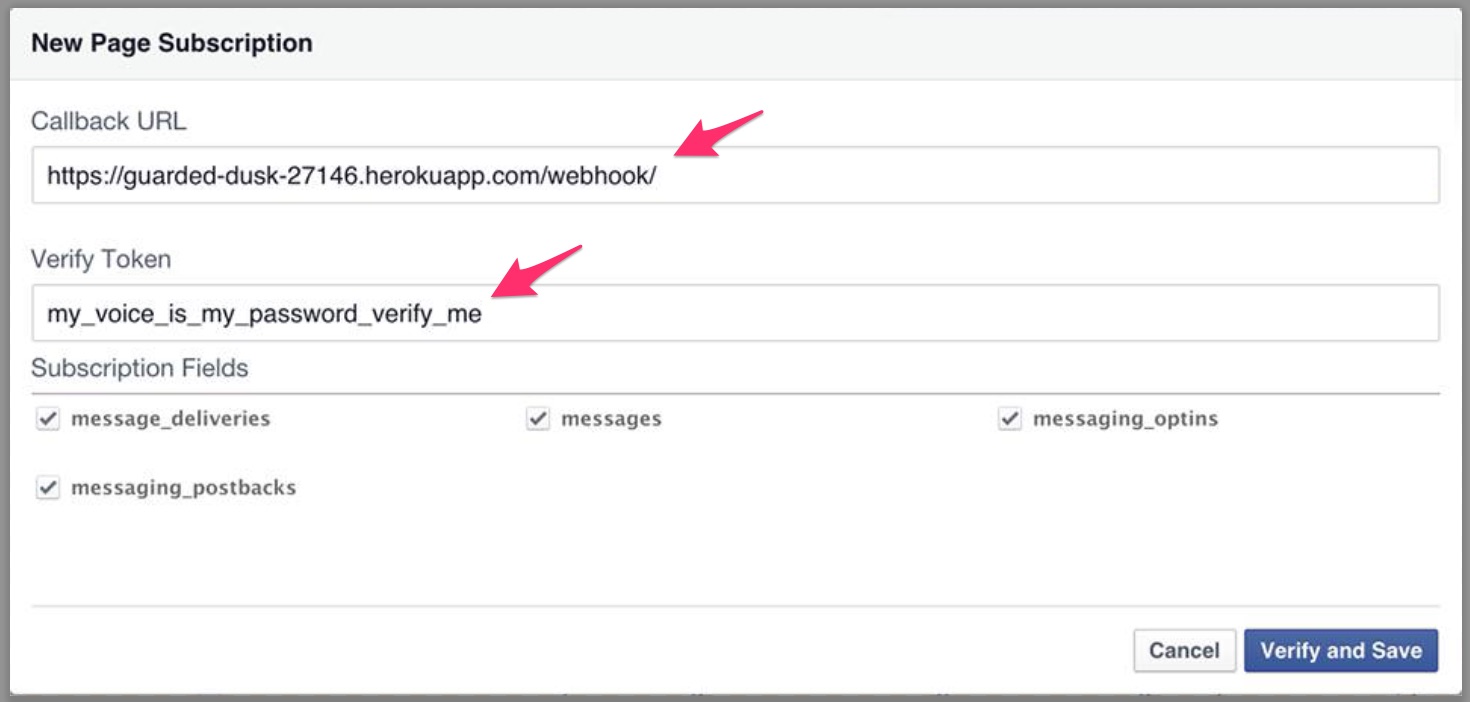 New Page Subscription
Callback URL
https://guarded-dusk-27146.herokuapp.com/webhook/
Verify Token
my_voice_is_my_password_verify_me
Subscription Fields
message_deliveries messages messaging_optins
messaging_postbacks
Cancel Verify and Save